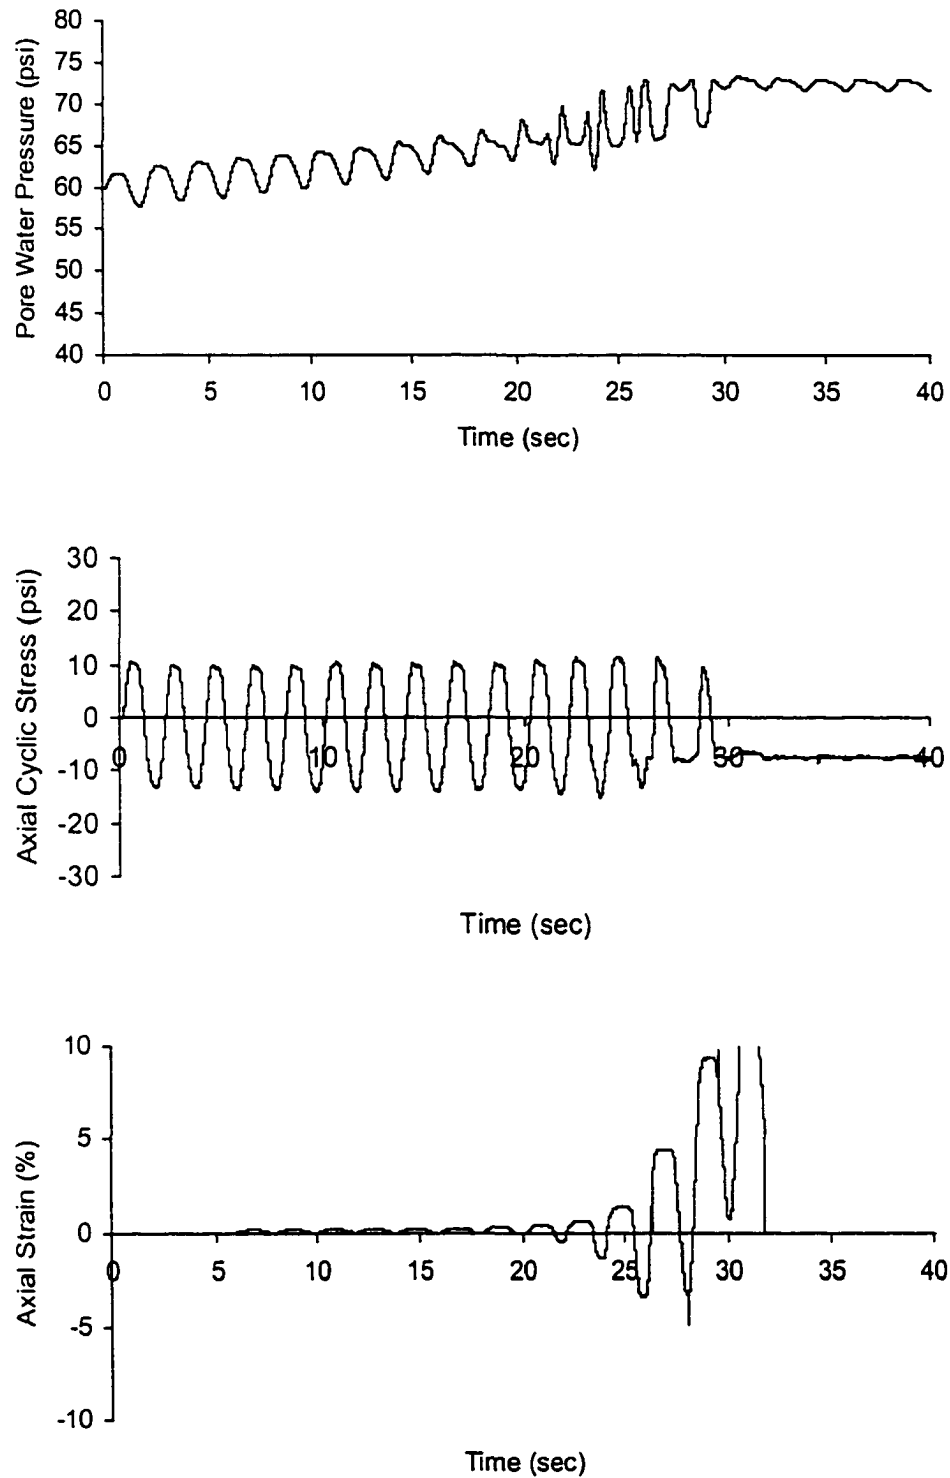 Pore Water Pressure (psi)
80
75
70
65
60
55
50
45
40
0 5 10 15 20 25 30 35 40
Time (sec)
Axial Cyclic Stress (psi)
30
20
10
0
-10
-20
-30
0 10 20 30 40
Time (sec)
Axial Strain (%)
10
5
0
-5
-10
0 5 10 15 20 25 30 35 40
Time (sec)